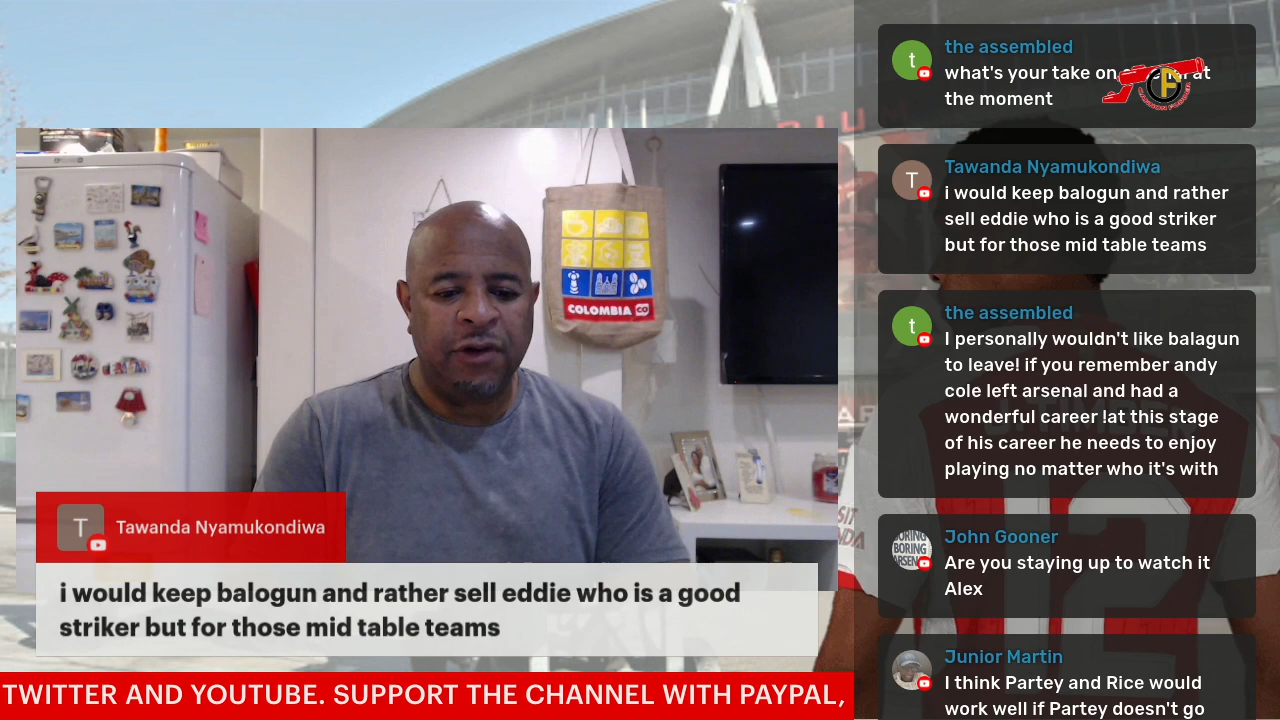 COLOMBIA CO
Tawanda Nyamukondiwa
i would keep balogun and rather sell eddie who is a good
striker but for those mid table teams
TWITTER AND YOUTUBE. SUPPORT THE CHANNEL WITH PAYPAL,
the assembled
what's your take on at
the moment
Tawanda Nyamukondiwa
i would keep balogun and rather
sell eddie who is a good striker
but for those mid table teams
the assembled
I personally wouldn't like balagun
to leave! if you remember andy
cole left arsenal and had a
wonderful career !at this stage
of his career he needs to enjoy
playing no matter who it's with
John Gooner
Are you staying up to watch it
Alex
Junior Martin
I think Partey and Rice would
work well if Partey doesn't go